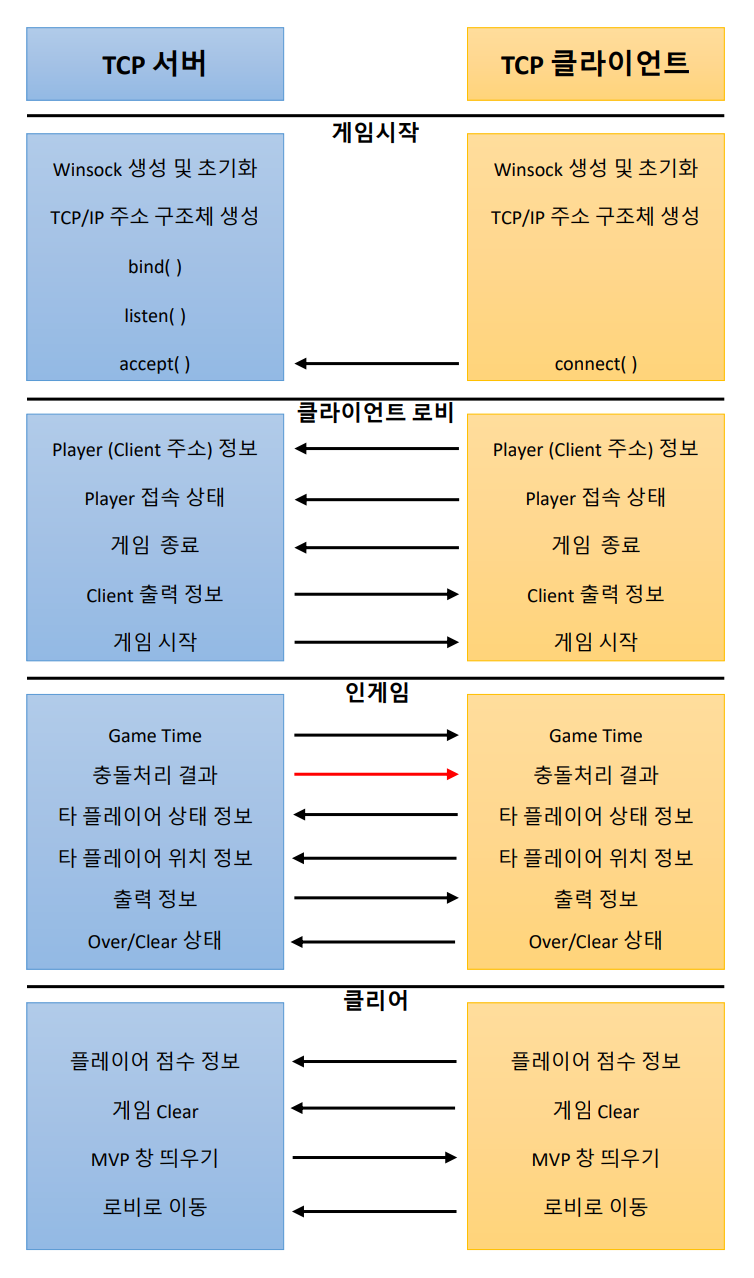 TCP 서버
TCP 클라이언트
게임시작
Winsock 생성 및 초기화
TCP/IP 주소 구조체 생성
bind( )
listen( )
accept( )
Winsock 생성 및 초기화
TCP/IP 주소 구조체 생성
connect( )
클라이언트 로비
Player (Client 주소) 정보
Player 접속 상태
게임 종료
Client 출력 정보
게임 시작
Player (Client 주소) 정보
Player 접속 상태
게임 종료
Client 출력 정보
게임 시작
인게임
Game Time
충돌처리 결과
타 플레이어 상태 정보
타 플레이어 위치 정보
출력 정보
Over/Clear 상태
Game Time
충돌처리 결과
타 플레이어 상태 정보
타 플레이어 위치 정보
출력 정보
Over/Clear 상태
클리어
플레이어 점수 정보
게임 Clear
MVP 창 띄우기
로비로 이동
플레이어 점수 정보
게임 Clear
MVP 창 띄우기
로비로 이동